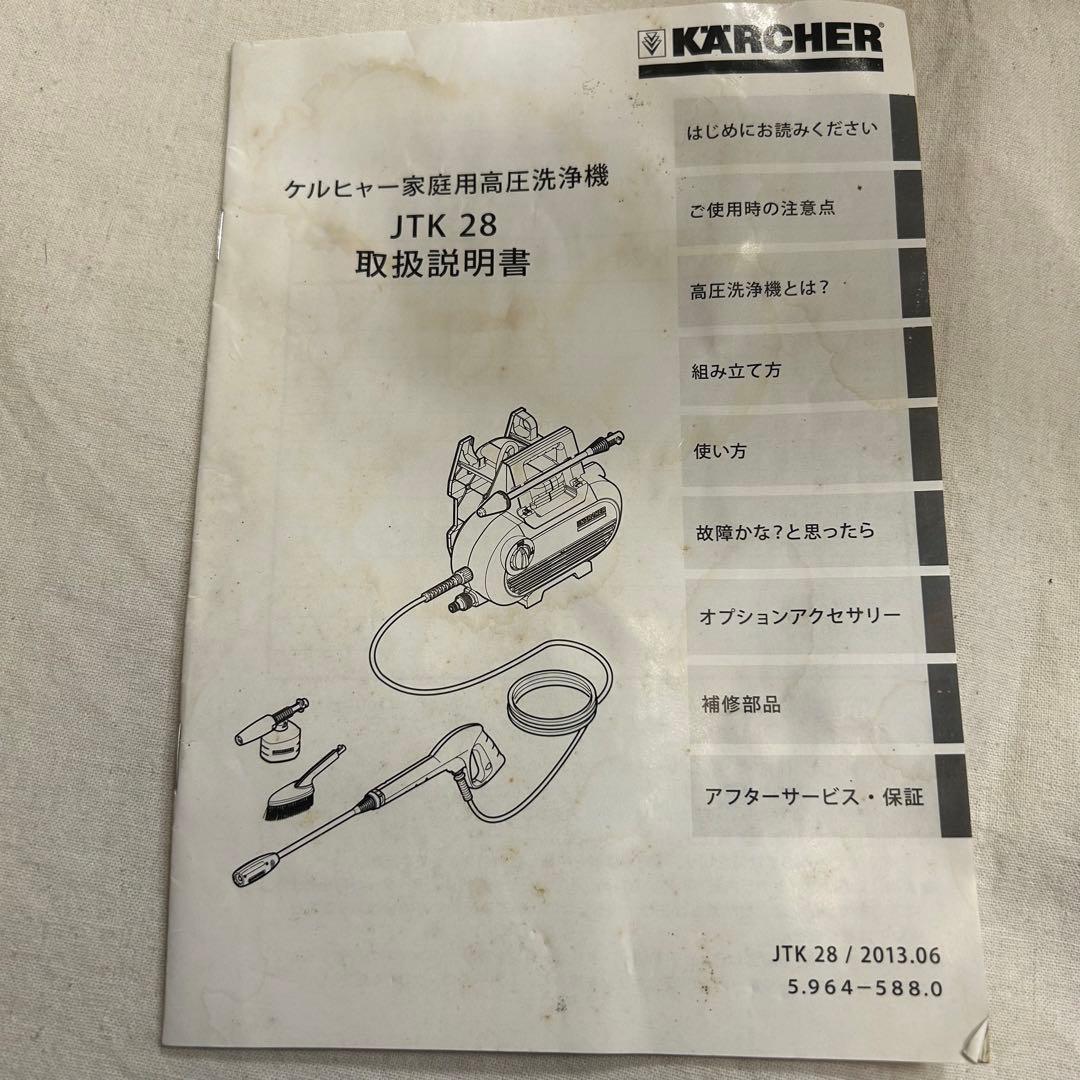 KÄRCHER®
ケルヒャー家庭用高圧洗浄機
JTK 28
取扱説明書
はじめにお読みください
ご使用時の注意点
高圧洗浄機とは?
組み立て方
使い方
故障かな?と思ったら
オプションアクセサリー
補修部品
アフターサービス・保証
KÄRCHER
JTK 28 / 2013.06
5.964−588.0